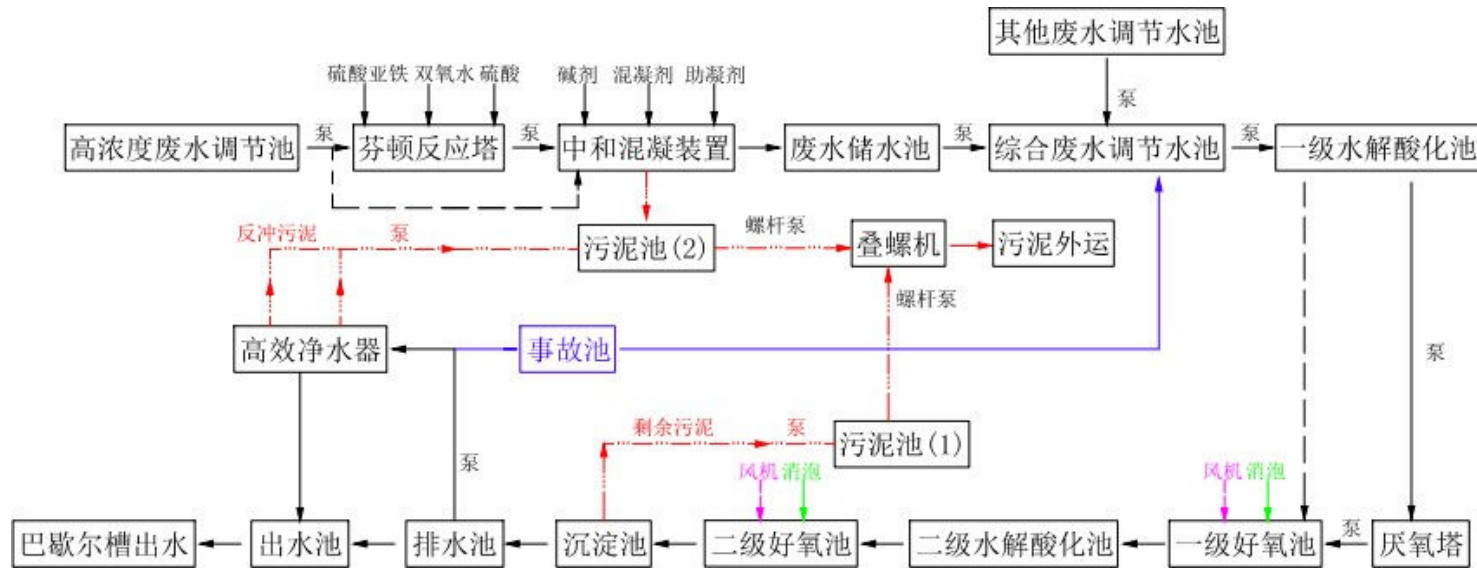 其他废水调节水池
硫酸亚铁 双氧水 硫酸
碱剂 混凝剂 助凝剂
泵
高浓度废水调节池
泵
芬顿反应塔
泵
中和混凝装置
废水储水池
泵
综合废水调节水池
泵
一级水解酸化池
反冲污泥
泵
污泥池(2)
螺杆泵
叠螺机
污泥外运
螺杆泵
高效净水器
事故池
泵
剩余污泥
泵
污泥池(1)
泵
风机 消泡
风机 消泡
巴歇尔槽出水
出水池
排水池
沉淀池
二级好氧池
二级水解酸化池
一级好氧池
泵
厌氧塔